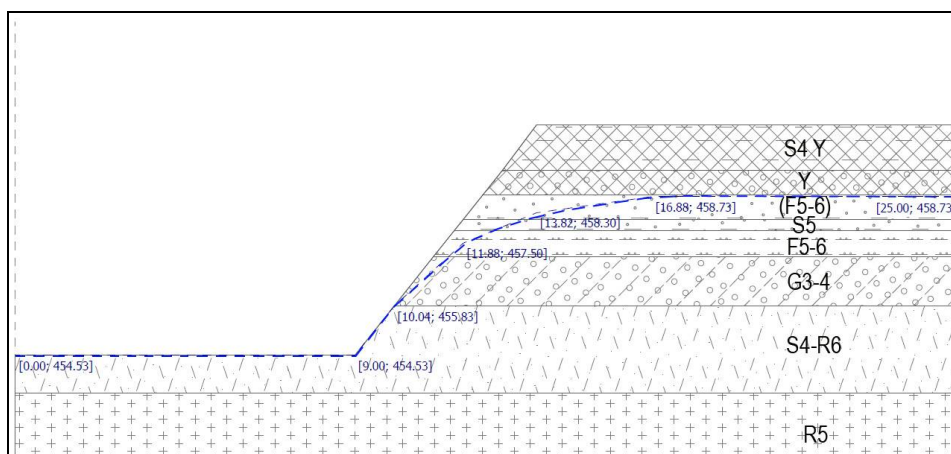 S4 Y
Y
(F5-6)
[16.88; 458.73]
[25.00; 458.73]
[13.82; 458.30]
S5
F5-6
[11.88; 457.50]
G3-4
[10.04; 455.83]
S4-R6
[0.00; 454.53]
[9.00; 454.53]
R5